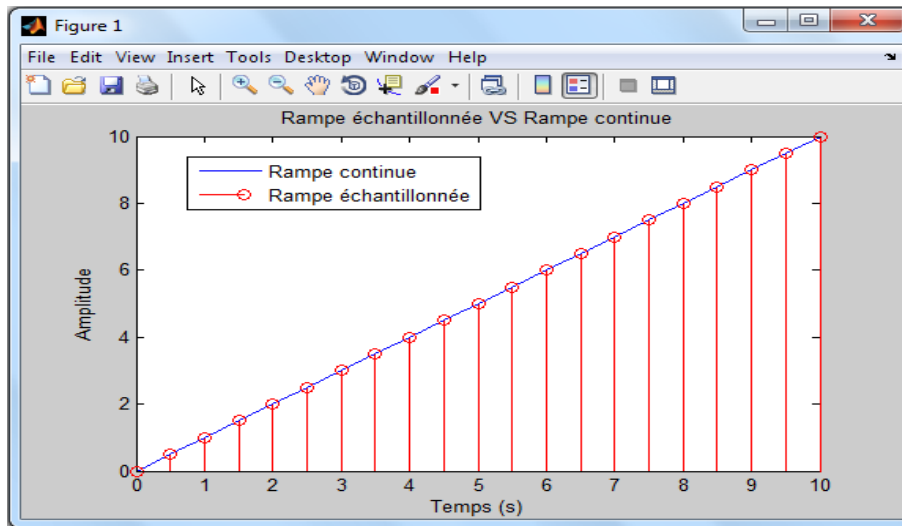 Figure 1
File Edit View Insert Tools Desktop Window Help
Rampe échantillonnée VS Rampe continue
Rampe continue
Rampe échantillonnée
Amplitude
10
8
6
4
2
0
0 1 2 3 4 5 6 7 8 9 10
Temps (s)